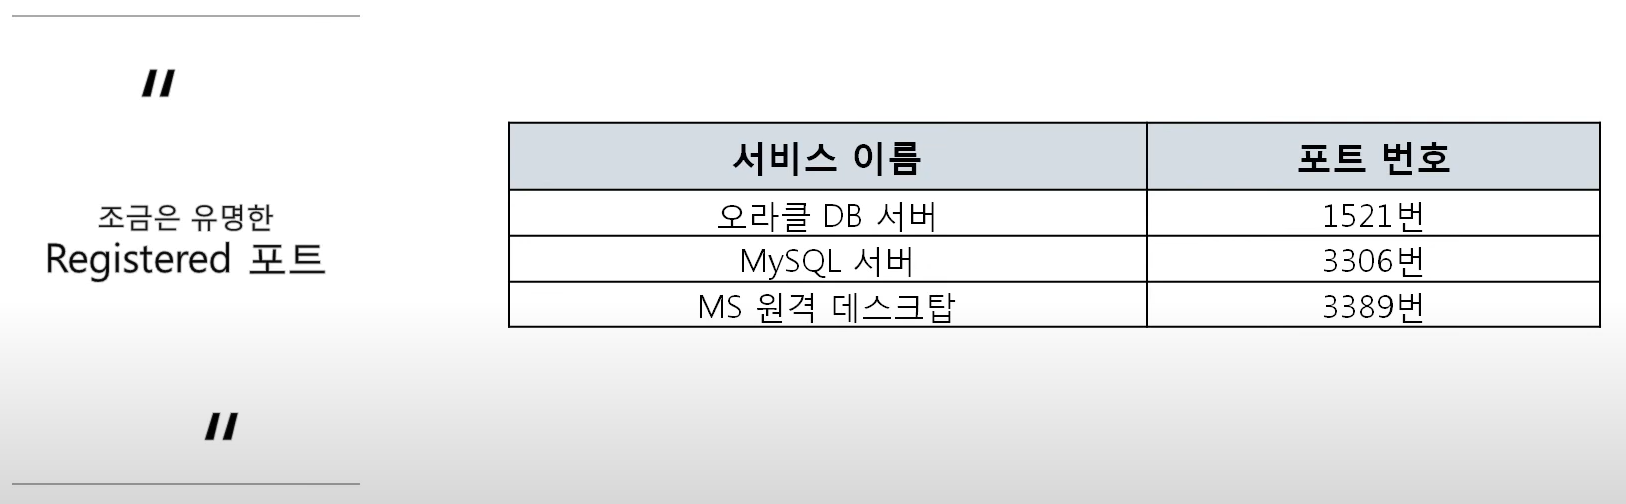 〃
조금은 유명한
Registered 포트
〃
서비스 이름 포트 번호
오라클 DB 서버 1521번
MySQL 서버 3306번
MS 원격 데스크탑 3389번